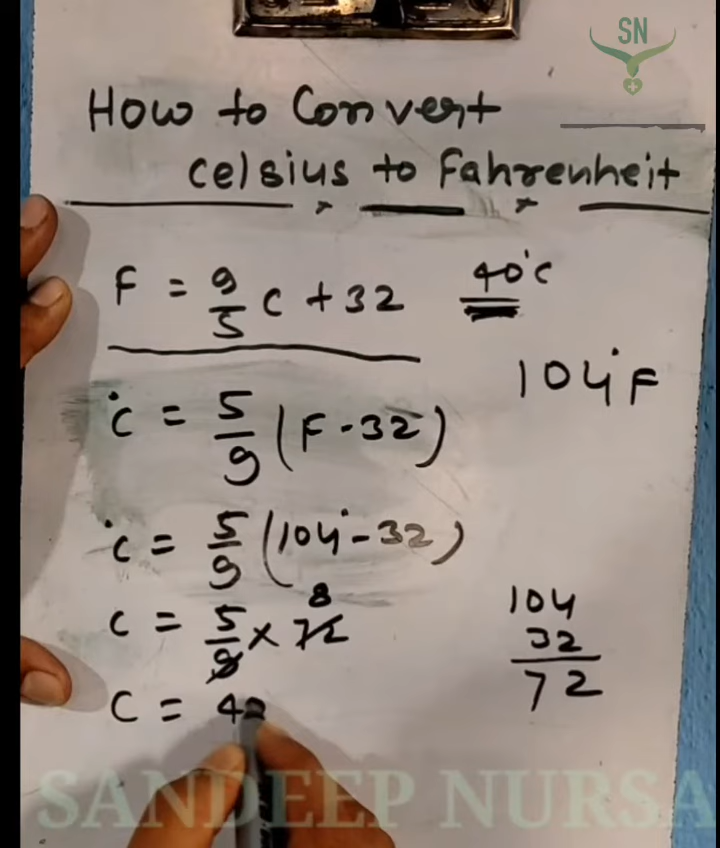 SN
How to Convert
Celsius to Fahrenheit
F = 9/5 C + 32 40°C
104°F
°C = 5/9 (F - 32)
°C = 5/9 (104° - 32)
8
C = 5/9 × 72
104
32
72
C = 40
SANDEEP NURSA